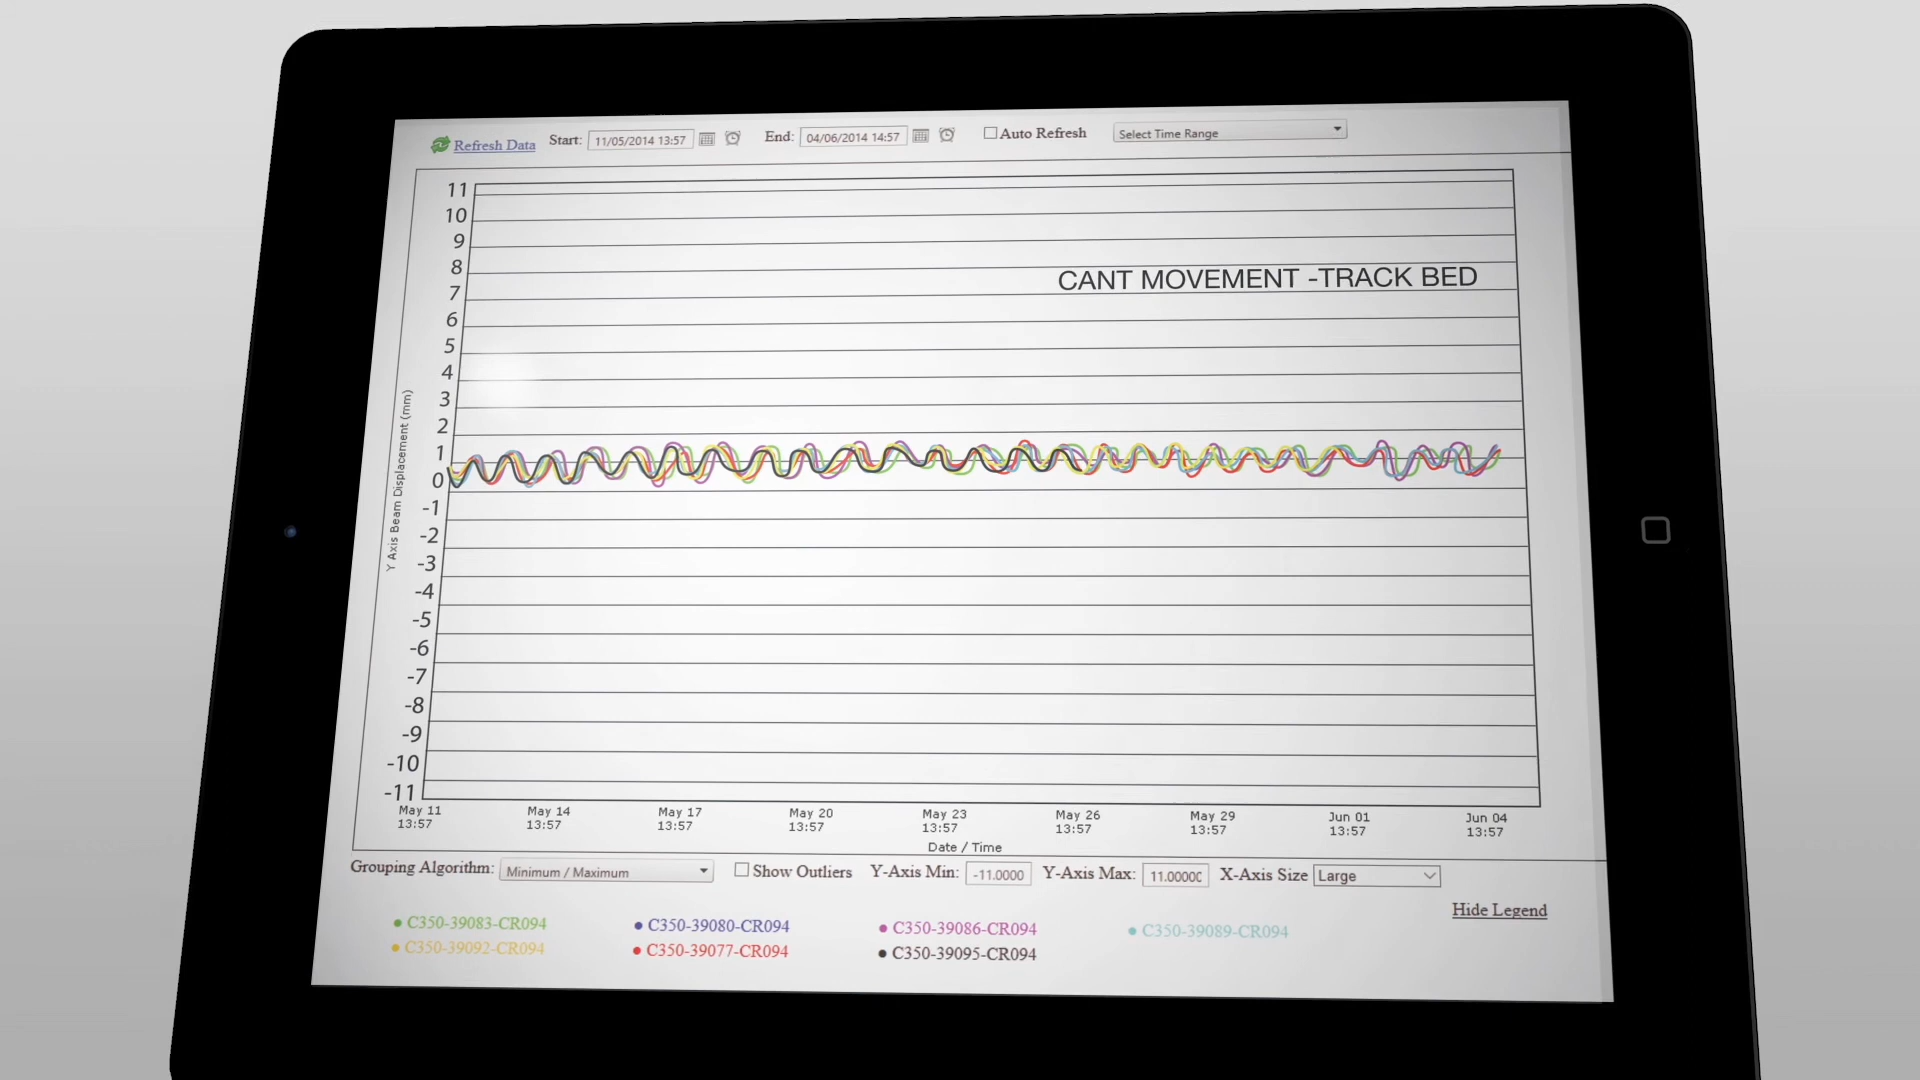 Refresh Data Start: 11/05/2014 13:57 End: 04/06/2014 14:57 Auto Refresh Select Time Range
11
10
9
8
CANT MOVEMENT -TRACK BED
7
6
5
4
3
2
1
0
-1
-2
-3
-4
-5
-6
-7
-8
-9
-10
-11
Y Axis Beam Displacement (mm)
May 11 May 14 May 17 May 20 May 23 May 26 May 29 Jun 01 Jun 04
13:57 13:57 13:57 13:57 13:57 13:57 13:57 13:57 13:57
Date / Time
Grouping Algorithm: Minimum / Maximum Show Outliers Y-Axis Min: -11.0000 Y-Axis Max: 11.0000 X-Axis Size Large
Hide Legend
C350-39083-CR094 C350-39080-CR094 C350-39086-CR094 C350-39089-CR094
C350-39092-CR094 C350-39077-CR094 C350-39095-CR094